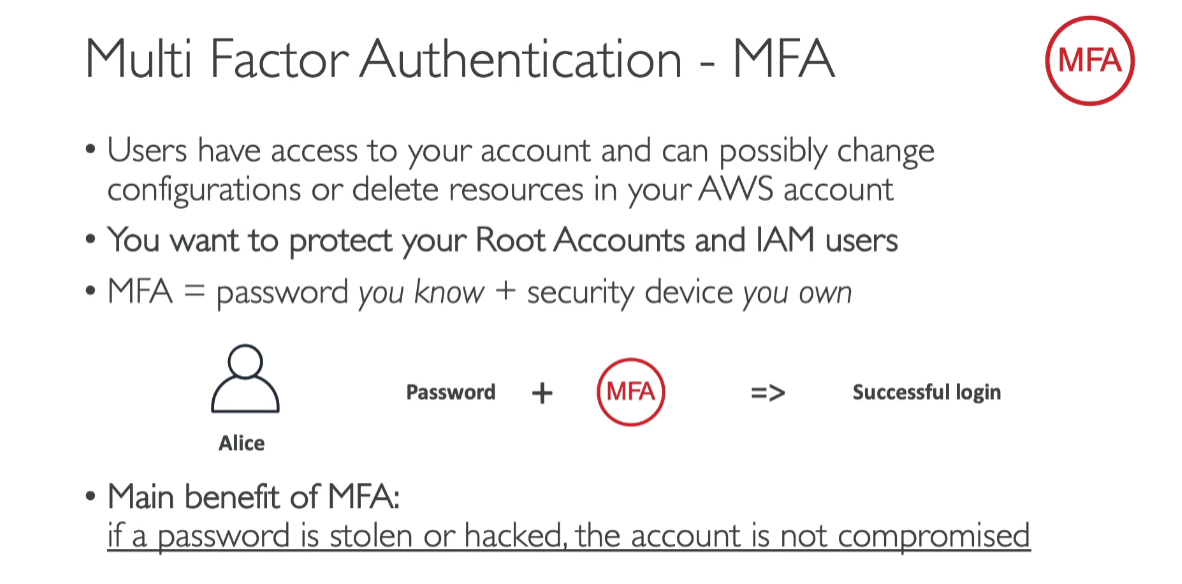 Multi Factor Authentication - MFA
MFA
• Users have access to your account and can possibly change
configurations or delete resources in your AWS account
• You want to protect your Root Accounts and IAM users
• MFA = password you know + security device you own
Password + MFA => Successful login
Alice
• Main benefit of MFA:
if a password is stolen or hacked, the account is not compromised